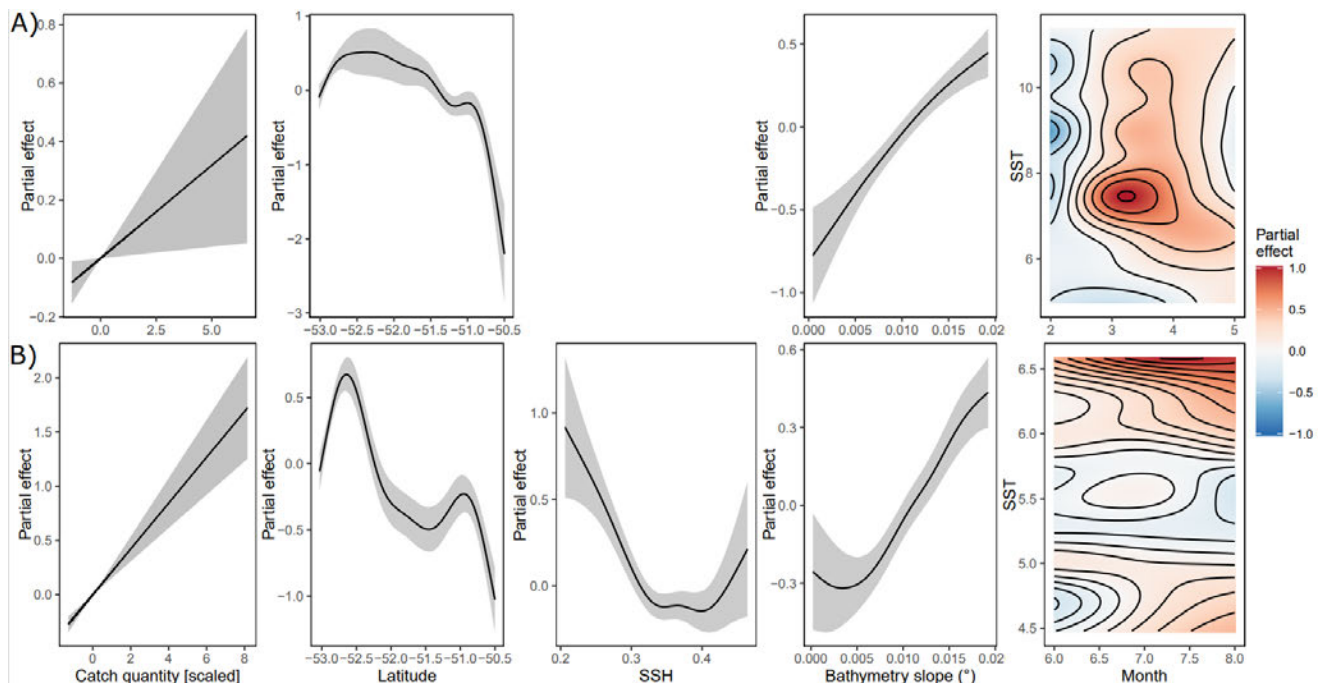 A)
Partial effect
0.8
0.6
0.4
0.2
0.0
−0.2
0.0 2.5 5.0
Partial effect
1
0
−1
−2
−3
−53.0 −52.5 −52.0 −51.5 −51.0 −50.5
Partial effect
0.5
0.0
−0.5
−1.0
0.000 0.005 0.010 0.015 0.02
SST
10
8
6
2 3 4 5
Partial
effect
1.0
0.5
0.0
−0.5
−1.0
B)
Partial effect
2.0
1.5
1.0
0.5
0.0
0 2 4 6 8
Catch quantity [scaled]
Partial effect
0.5
0.0
−0.5
−1.0
−53.0 −52.5 −52.0 −51.5 −51.0 −50.5
Latitude
Partial effect
1.0
0.5
0.0
0.2 0.3 0.4
SSH
Partial effect
0.6
0.3
0.0
−0.3
0.000 0.005 0.010 0.015 0.02
Bathymetry slope (°)
SST
6.5
6.0
5.5
5.0
4.5
6.0 6.5 7.0 7.5 8.0
Month